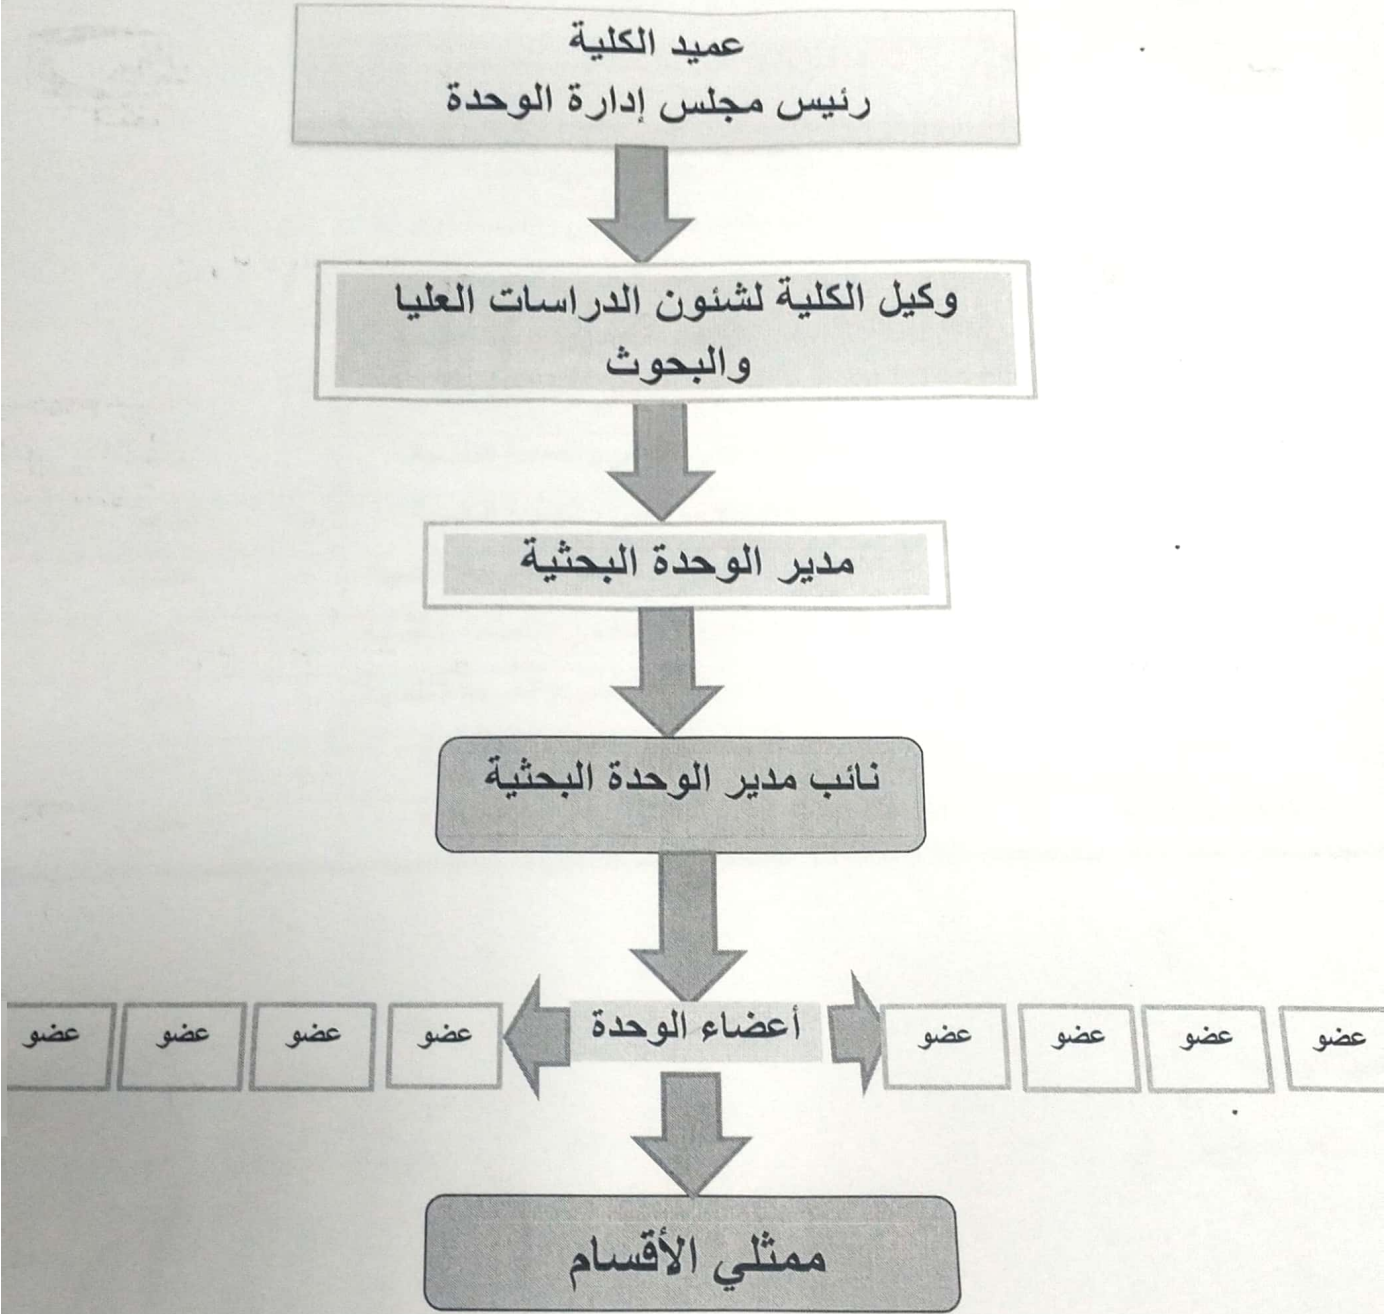 عميد الكلية
رئيس مجلس إدارة الوحدة
وكيل الكلية لشئون الدراسات العليا
والبحوث
مدير الوحدة البحثية
نائب مدير الوحدة البحثية
أعضاء الوحدة
عضو
عضو
عضو
عضو
عضو
عضو
عضو
عضو
ممثلي الأقسام